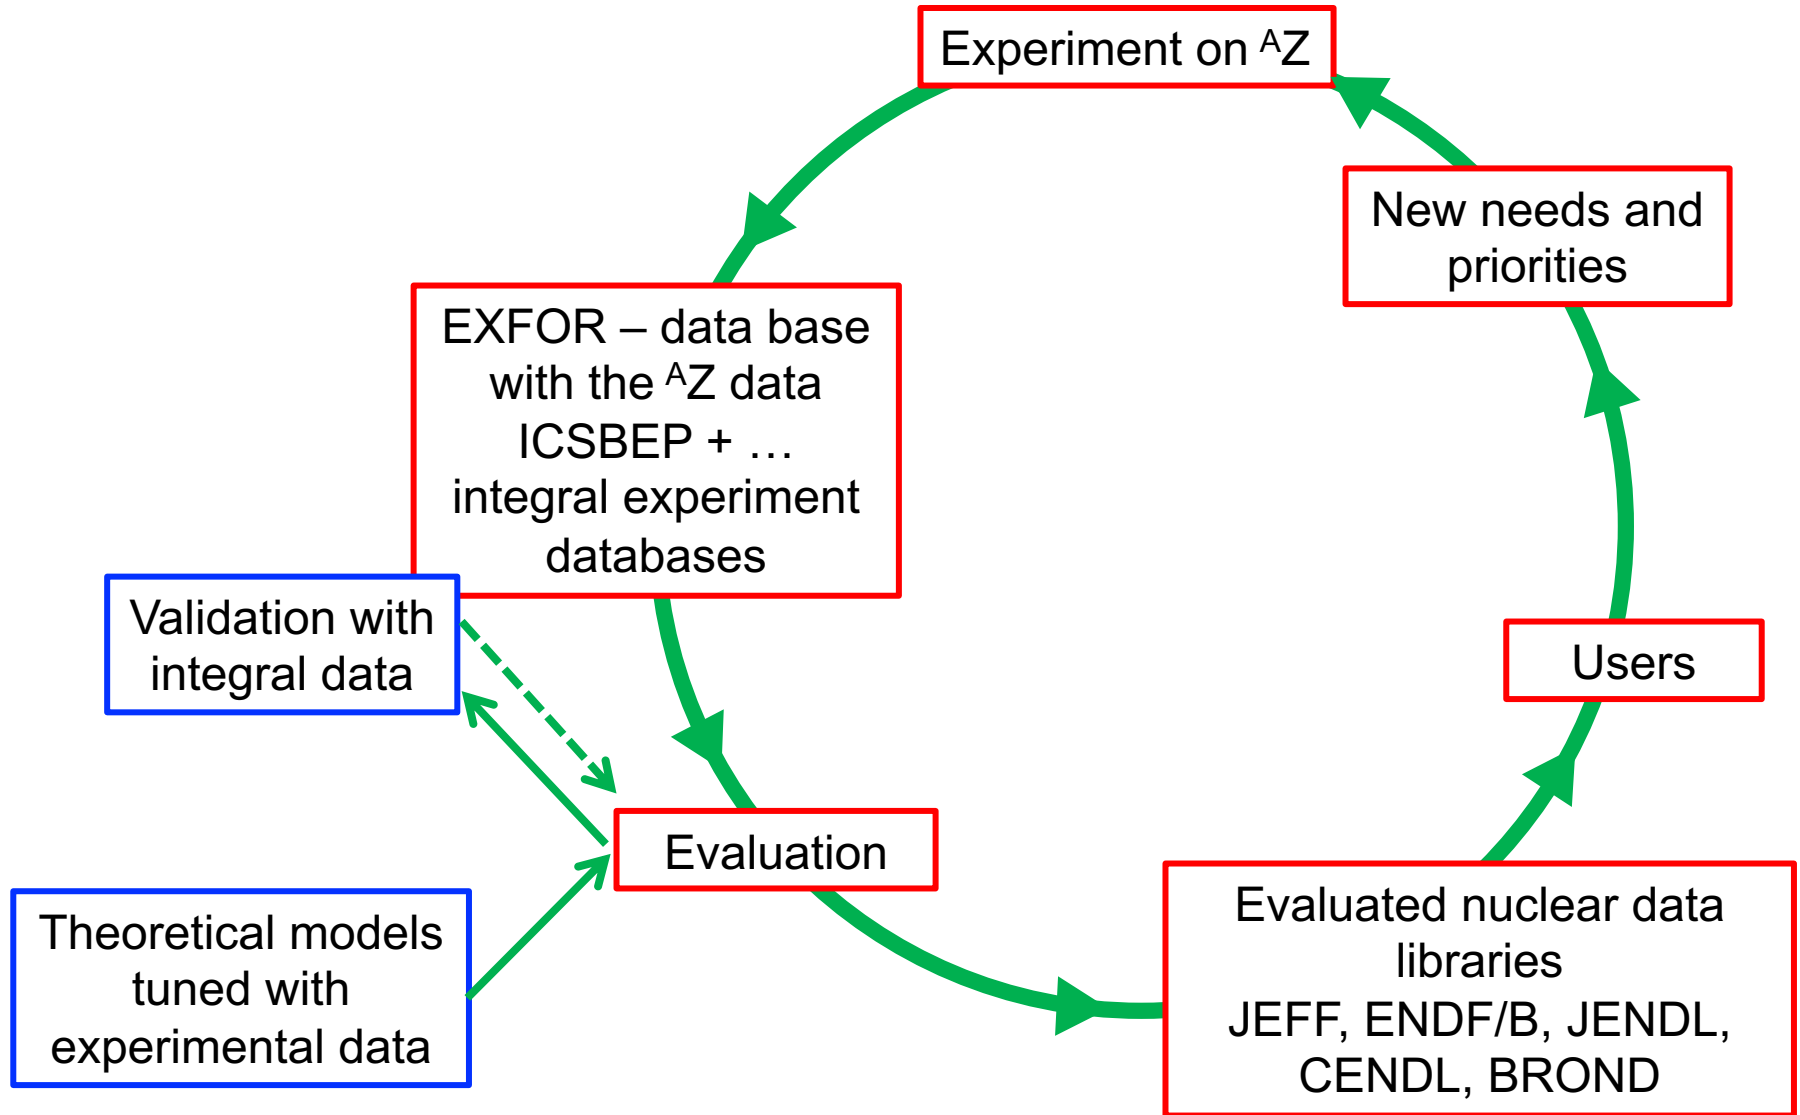 Experiment on ᴬZ
New needs and
priorities
EXFOR – data base
with the ᴬZ data
ICSBEP + …
integral experiment
databases
Validation with
integral data
Users
Evaluation
Theoretical models
tuned with
experimental data
Evaluated nuclear data
libraries
JEFF, ENDF/B, JENDL,
CENDL, BROND